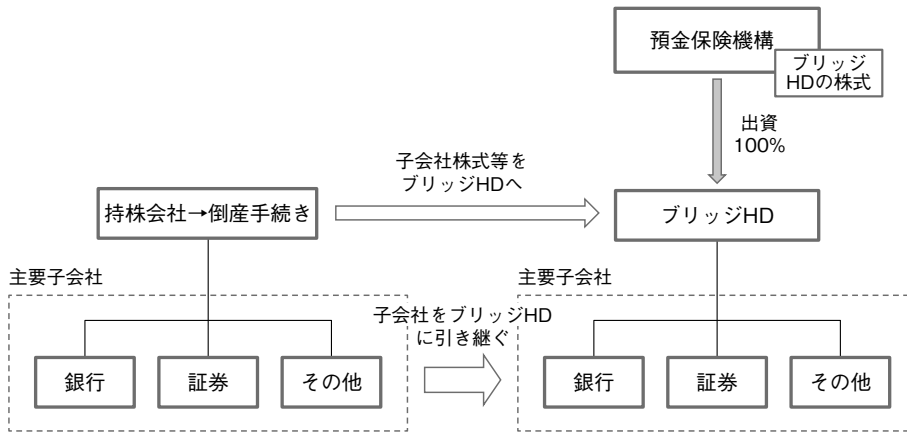 預金保険機構
ブリッジ
HDの株式
出資
100%
子会社株式等を
ブリッジHDへ
持株会社→倒産手続き
ブリッジHD
主要子会社
主要子会社
子会社をブリッジHD
に引き継ぐ
銀行
証券
その他
銀行
証券
その他